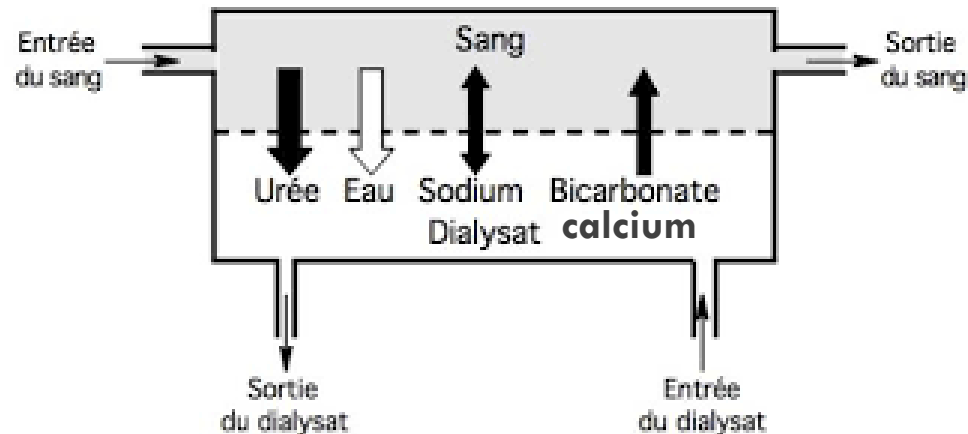 Sang
Entrée
du sang
Sortie
du sang
Urée Eau Sodium Bicarbonate
Dialysat calcium
Sortie
du dialysat
Entrée
du dialysat